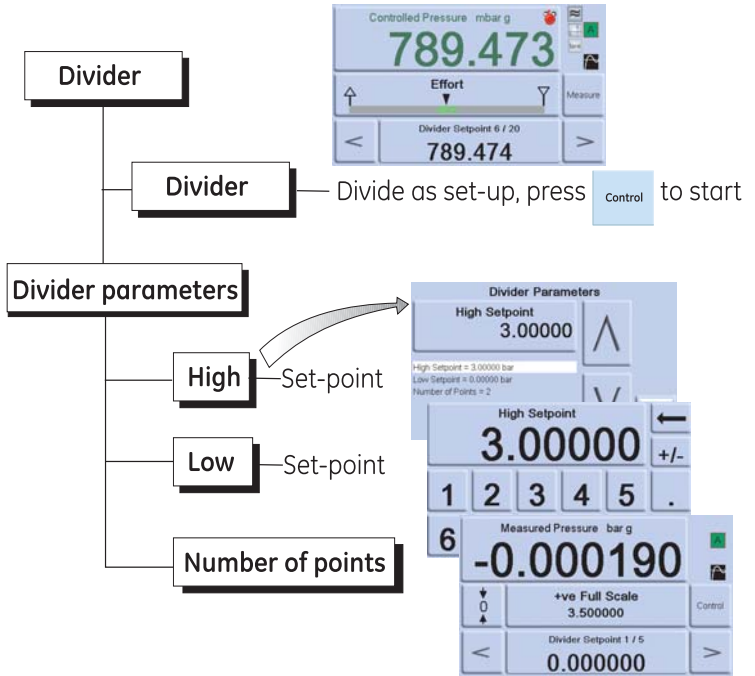 Controlled Pressure mbar g
789.473
Effort
Measure
Divider Setpoint 6 / 20
<
789.474
>
Divider
Divider
Divide as set-up, press Control to start
Divider parameters
High
Set-point
Low
Set-point
Number of points
Divider Parameters
High Setpoint
3.00000
High Setpoint = 3.00000 bar
Low Setpoint = 0.00000 bar
Number of Points = 2
High Setpoint
3.00000
+/-
1 2 3 4 5 .
6
Measured Pressure bar g
-0.000190
A
0
+ve Full Scale
3.500000
Control
Divider Setpoint 1 / 5
<
0.000000
>